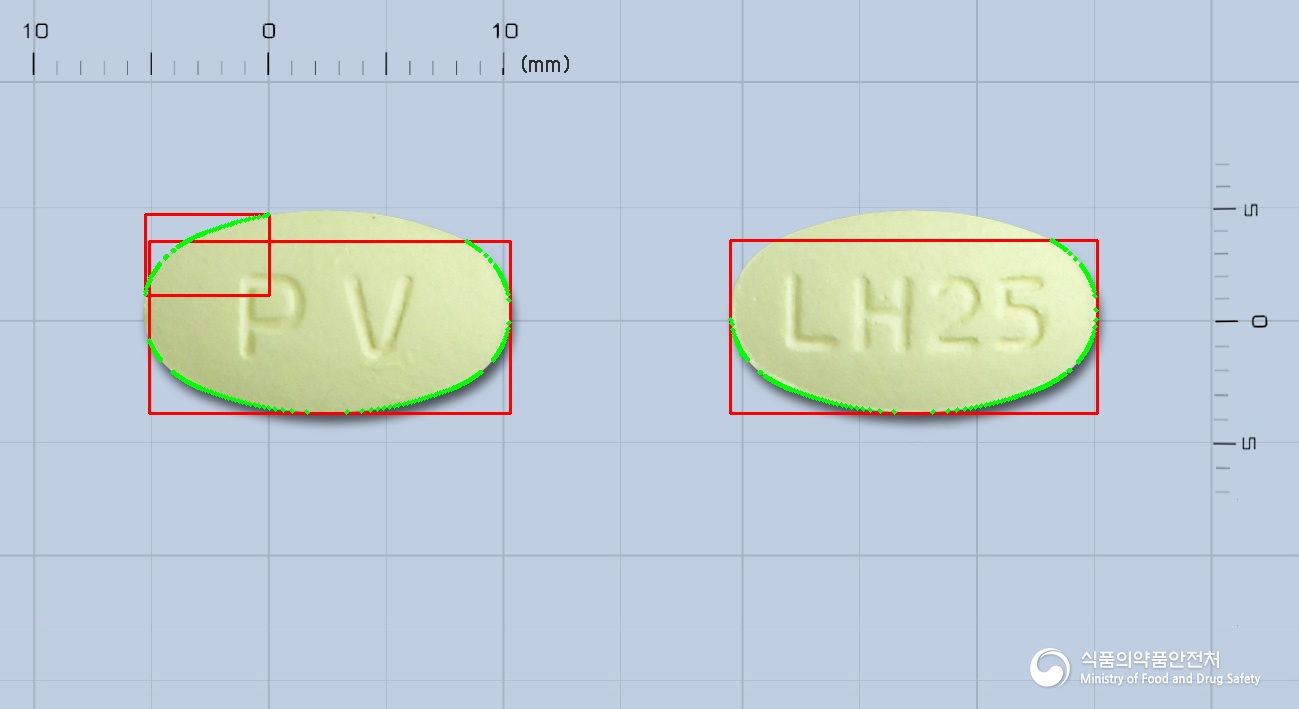 10 0 10
(mm)
P V
LH25
5
0
5
식품의약품안전처
Ministry of Food and Drug Safety